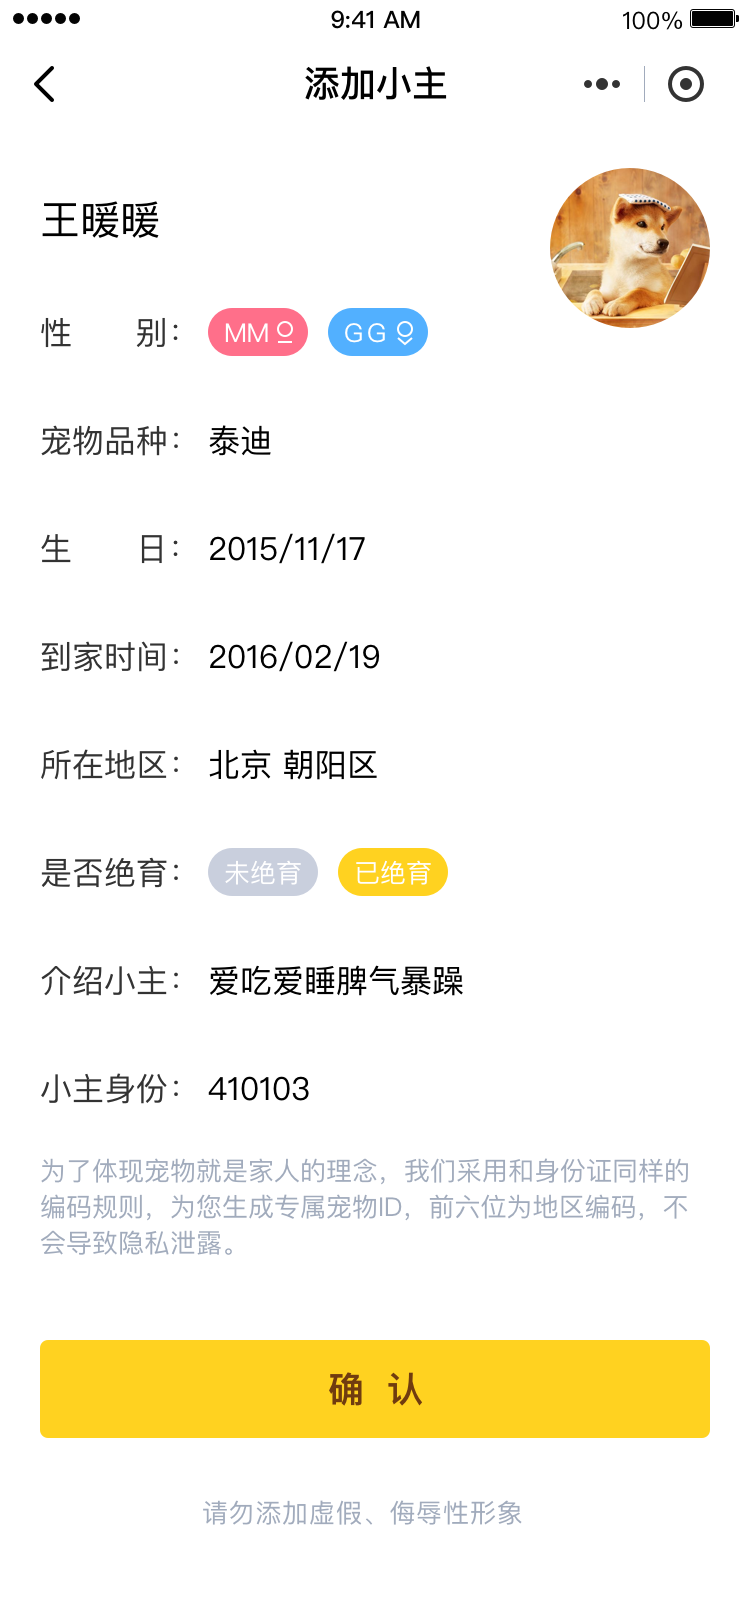 9:41 AM 100%
添加小主
王暖暖
性 别： MM GG
宠物品种： 泰迪
生 日： 2015/11/17
到家时间： 2016/02/19
所在地区： 北京 朝阳区
是否绝育： 未绝育 已绝育
介绍小主： 爱吃爱睡脾气暴躁
小主身份： 410103
为了体现宠物就是家人的理念，我们采用和身份证同样的
编码规则，为您生成专属宠物ID，前六位为地区编码，不
会导致隐私泄露。
确 认
请勿添加虚假、侮辱性形象